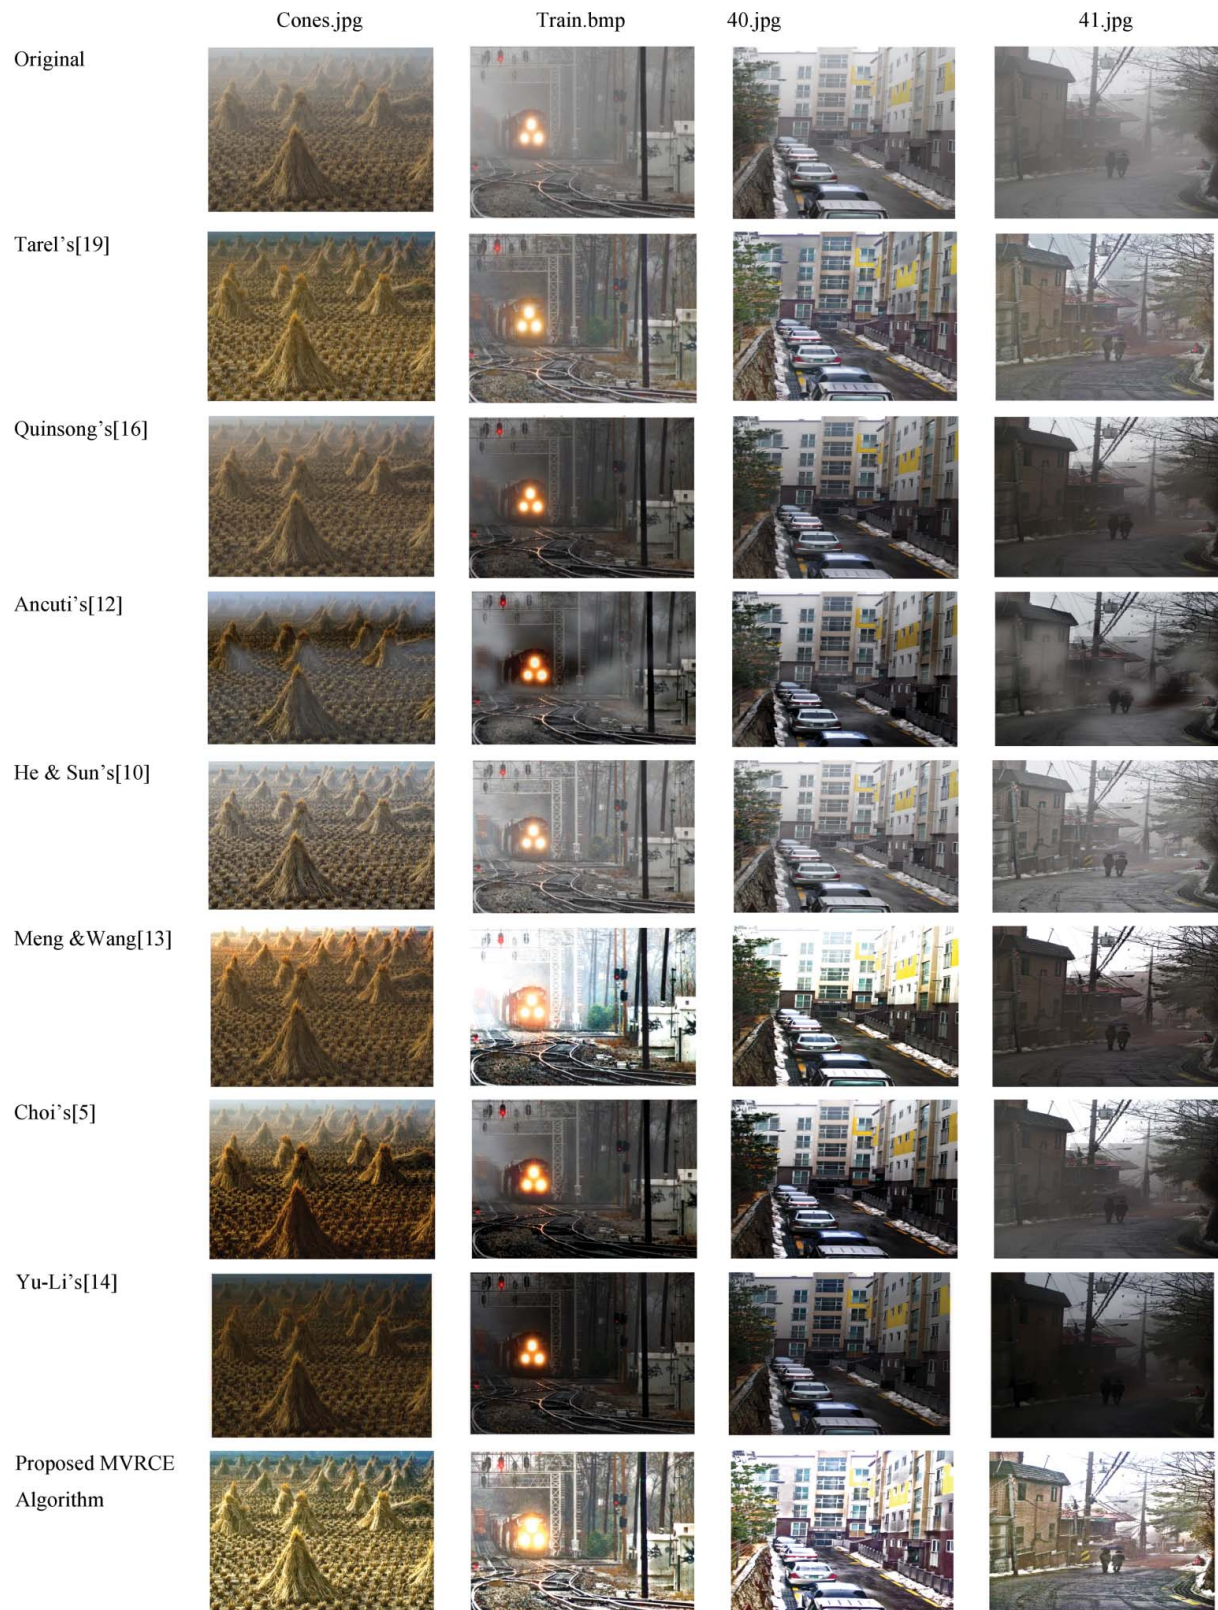 Cones.jpg Train.bmp 40.jpg 41.jpg
Original
Tarel's[19]
Quinsong's[16]
Ancuti's[12]
He & Sun's[10]
Meng &Wang[13]
Choi's[5]
Yu-Li's[14]
Proposed MVRCE
Algorithm